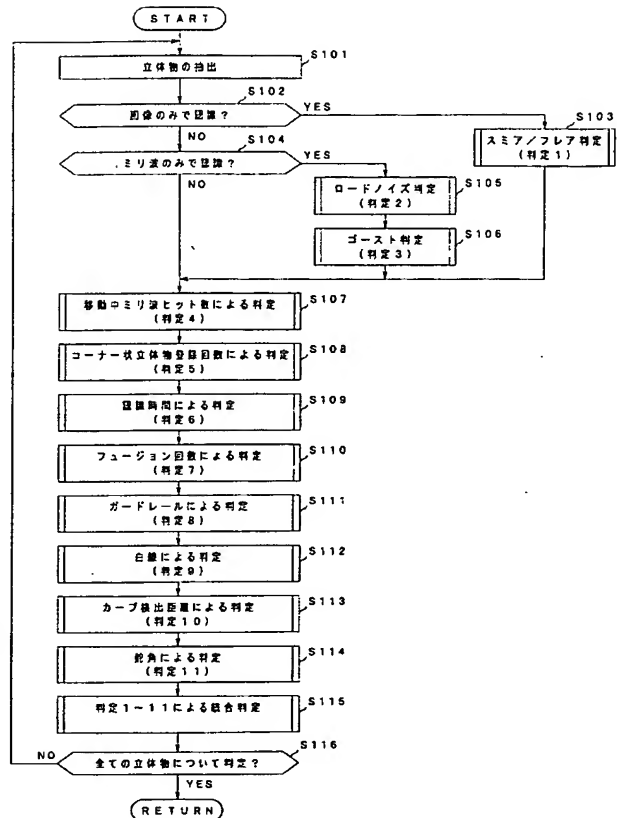 START
S101
立体物の抽出
S102
画像のみで認識?
YES
NO
S103
スミア/フレア判定
(判定1)
S104
ミリ波のみで認識?
YES
NO
S105
ロードノイズ判定
(判定2)
S106
ゴースト判定
(判定3)
S107
移動中ミリ波ヒット数による判定
(判定4)
S108
コーナー状立体物登録回数による判定
(判定5)
S109
認識時間による判定
(判定6)
S110
フュージョン回数による判定
(判定7)
S111
ガードレールによる判定
(判定8)
S112
白線による判定
(判定9)
S113
カーブ検出距離による判定
(判定10)
S114
舵角による判定
(判定11)
S115
判定1~11による統合判定
S116
NO
全ての立体物について判定?
YES
RETURN